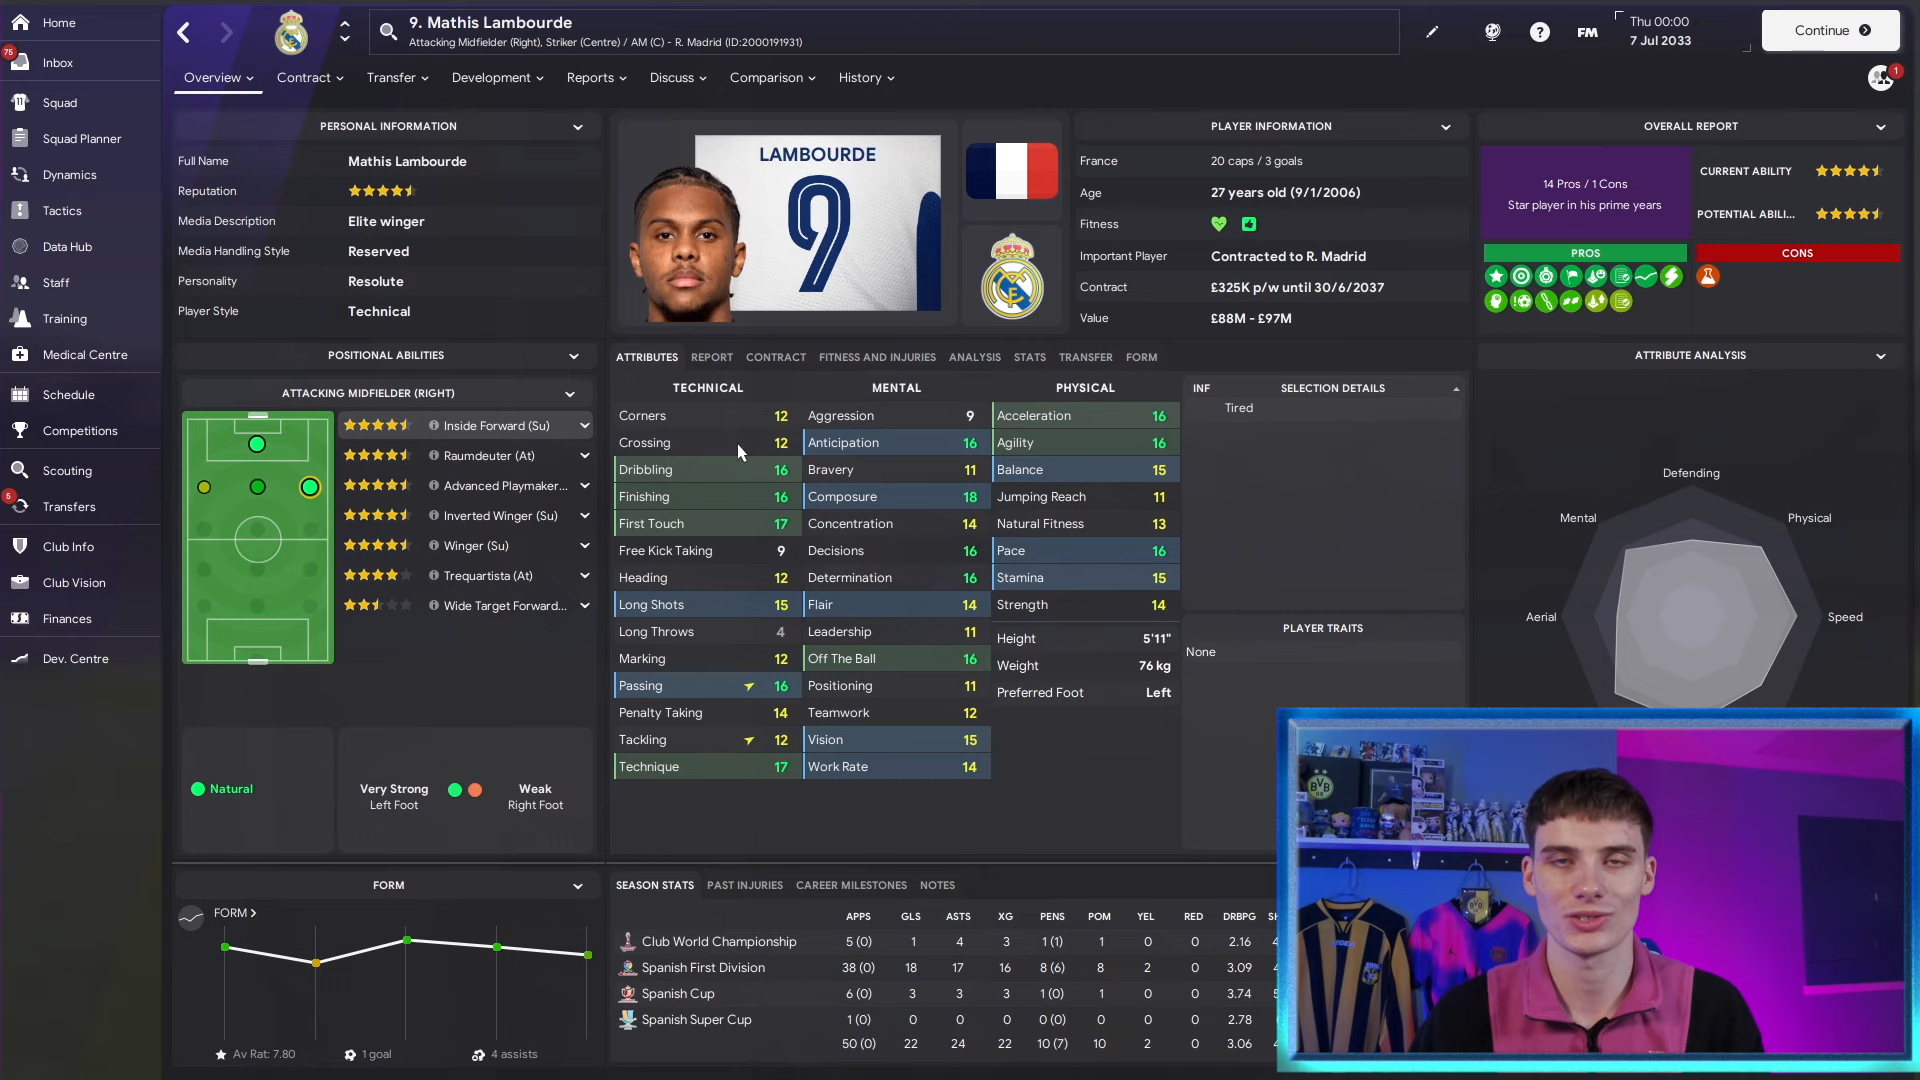 Home
75
Inbox
Squad
Squad Planner
Dynamics
Tactics
Data Hub
Staff
Training
Medical Centre
Schedule
Competitions
Scouting
5
Transfers
Club Info
Club Vision
Finances
Dev. Centre
9. Mathis Lambourde
Attacking Midfielder (Right), Striker (Centre) / AM (C) - R. Madrid (ID:2000191931)
FM
Thu 00:00
7 Jul 2033
Continue
Overview
Contract
Transfer
Development
Reports
Discuss
Comparison
History
1
PERSONAL INFORMATION
Full Name Mathis Lambourde
Reputation
Media Description Elite winger
Media Handling Style Reserved
Personality Resolute
Player Style Technical
LAMBOURDE
9
PLAYER INFORMATION
France 20 caps / 3 goals
Age 27 years old (9/1/2006)
Fitness
Important Player Contracted to R. Madrid
Contract £325K p/w until 30/6/2037
Value £88M - £97M
OVERALL REPORT
14 Pros / 1 Cons
Star player in his prime years
CURRENT ABILITY
POTENTIAL ABILI...
PROS
CONS
POSITIONAL ABILITIES
ATTACKING MIDFIELDER (RIGHT)
Inside Forward (Su)
Raumdeuter (At)
Advanced Playmaker...
Inverted Winger (Su)
Winger (Su)
Trequartista (At)
Wide Target Forward...
Natural
Very Strong
Left Foot
Weak
Right Foot
ATTRIBUTES REPORT CONTRACT FITNESS AND INJURIES ANALYSIS STATS TRANSFER FORM
TECHNICAL
Corners 12
Crossing 12
Dribbling 16
Finishing 16
First Touch 17
Free Kick Taking 9
Heading 12
Long Shots 15
Long Throws 4
Marking 12
Passing 16
Penalty Taking 14
Tackling 12
Technique 17
MENTAL
Aggression 9
Anticipation 16
Bravery 11
Composure 18
Concentration 14
Decisions 16
Determination 16
Flair 14
Leadership 11
Off The Ball 16
Positioning 11
Teamwork 12
Vision 15
Work Rate 14
PHYSICAL
Acceleration 16
Agility 16
Balance 15
Jumping Reach 11
Natural Fitness 13
Pace 16
Stamina 15
Strength 14
Height 5'11"
Weight 76 kg
Preferred Foot Left
INF SELECTION DETAILS
Tired
PLAYER TRAITS
None
ATTRIBUTE ANALYSIS
Defending
Mental
Physical
Aerial
Speed
FORM
FORM
Av Rat: 7.80
1 goal
4 assists
SEASON STATS PAST INJURIES CAREER MILESTONES NOTES
APPS GLS ASTS XG PENS POM YEL RED DRBPG
Club World Championship 5 (0) 1 4 3 1 (1) 1 0 0 2.16
Spanish First Division 38 (0) 18 17 16 8 (6) 8 2 0 3.09
Spanish Cup 6 (0) 3 3 3 1 (0) 1 0 0 3.74
Spanish Super Cup 1 (0) 0 0 0 0 (0) 0 0 0 2.78
50 (0) 22 24 22 10 (7) 10 2 0 3.06
BVB
09